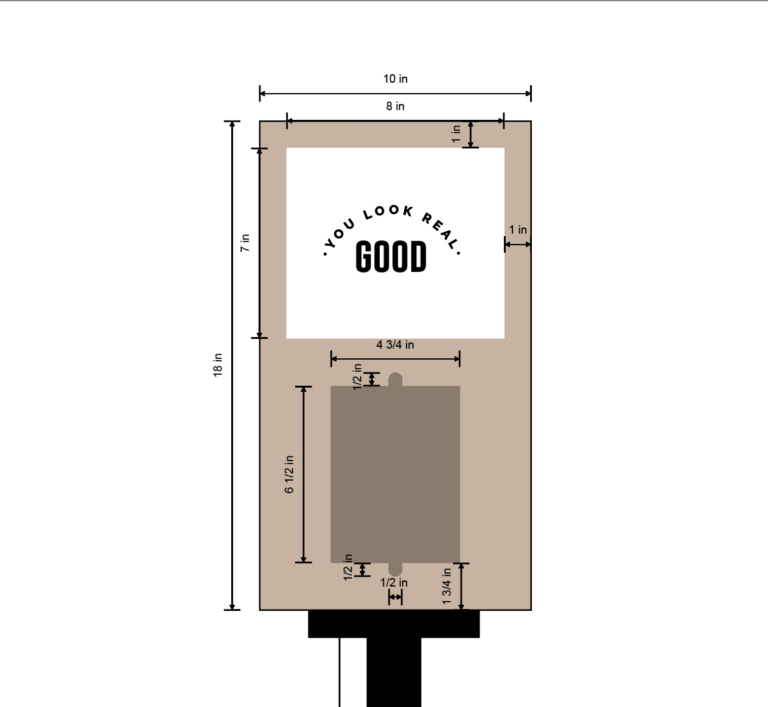 10 in
8 in
1 in
·YOU LOOK REAL·
GOOD
1 in
7 in
18 in
4 3/4 in
1/2 in
6 1/2 in
1/2 in
1/2 in
1 3/4 in